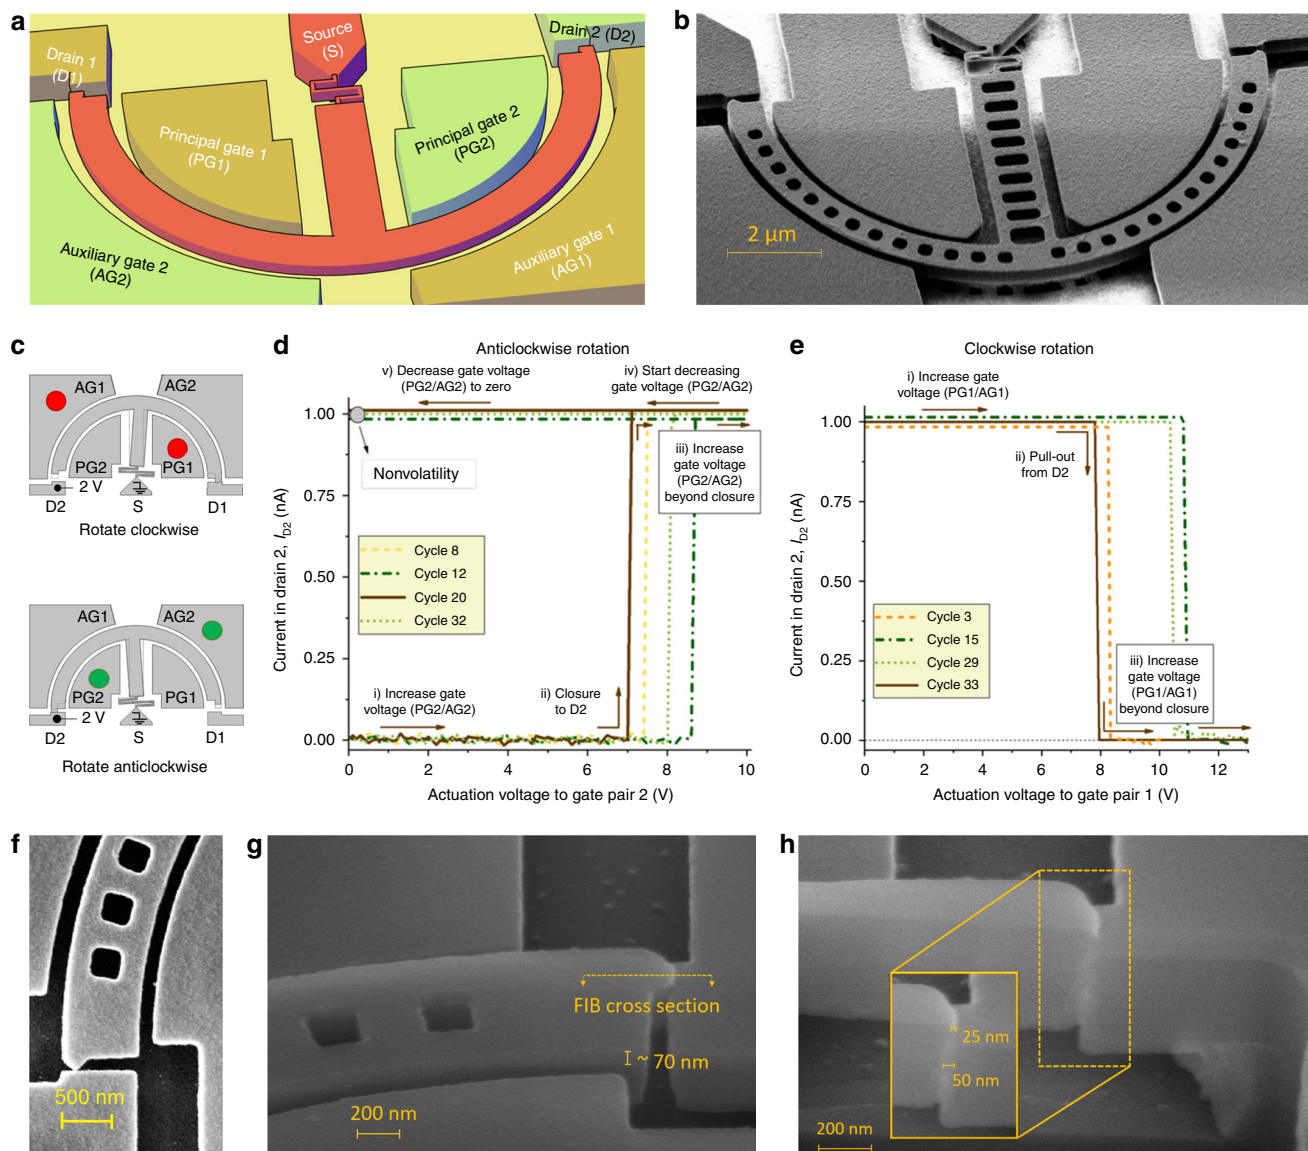 a
Drain 1
(D1)
Source
(S)
Drain 2 (D2)
Principal gate 1
(PG1)
Principal gate 2
(PG2)
Auxiliary gate 2
(AG2)
Auxiliary gate 1
(AG1)
b
2 μm
c
AG1
AG2
PG2
PG1
2 V
D2
S
D1
Rotate clockwise
AG1
AG2
PG2
PG1
2 V
D2
S
D1
Rotate anticlockwise
d
Anticlockwise rotation
v) Decrease gate voltage
(PG2/AG2) to zero
iv) Start decreasing
gate voltage (PG2/AG2)
1.00
Nonvolatility
iii) Increase
gate voltage
(PG2/AG2)
beyond closure
0.75
Cycle 8
Cycle 12
Cycle 20
Cycle 32
0.50
0.25
i) Increase gate
voltage (PG2/AG2)
ii) Closure
to D2
0.00
0
2
4
6
8
10
Current in drain 2, I_D2 (nA)
Actuation voltage to gate pair 2 (V)
e
Clockwise rotation
i) Increase gate
voltage (PG1/AG1)
1.00
ii) Pull-out
from D2
0.75
0.50
Cycle 3
Cycle 15
Cycle 29
Cycle 33
0.25
iii) Increase
gate voltage
(PG1/AG1)
beyond closure
0.00
0
2
4
6
8
10
12
Current in drain 2, I_D2 (nA)
Actuation voltage to gate pair 1 (V)
f
500 nm
g
FIB cross section
~ 70 nm
200 nm
h
25 nm
50 nm
200 nm